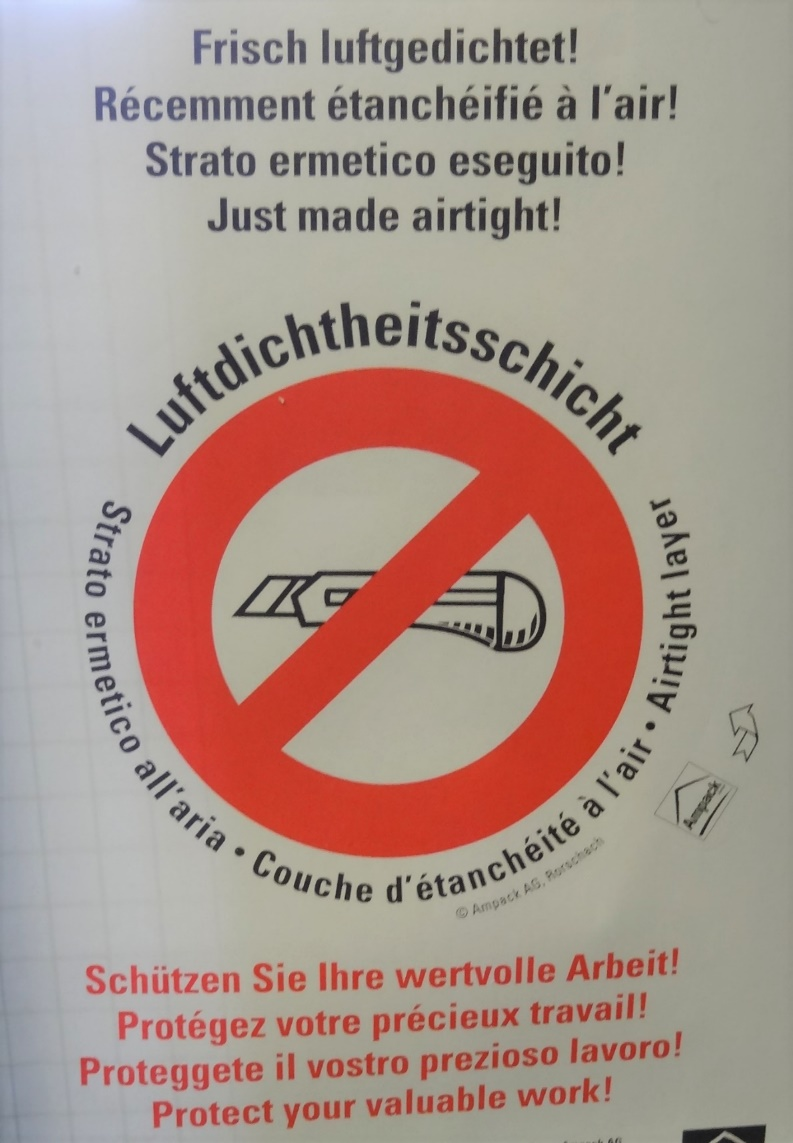 Frisch luftgedichtet!
Récemment étanchéifié à l'air!
Strato ermetico eseguito!
Just made airtight!
Luftdichtheitsschicht
Strato ermetico all'aria • Couche d'étanchéité à l'air • Airtight layer
© Ampack AG, Rorschach
Ampack
Schützen Sie Ihre wertvolle Arbeit!
Protégez votre précieux travail!
Proteggete il vostro prezioso lavoro!
Protect your valuable work!